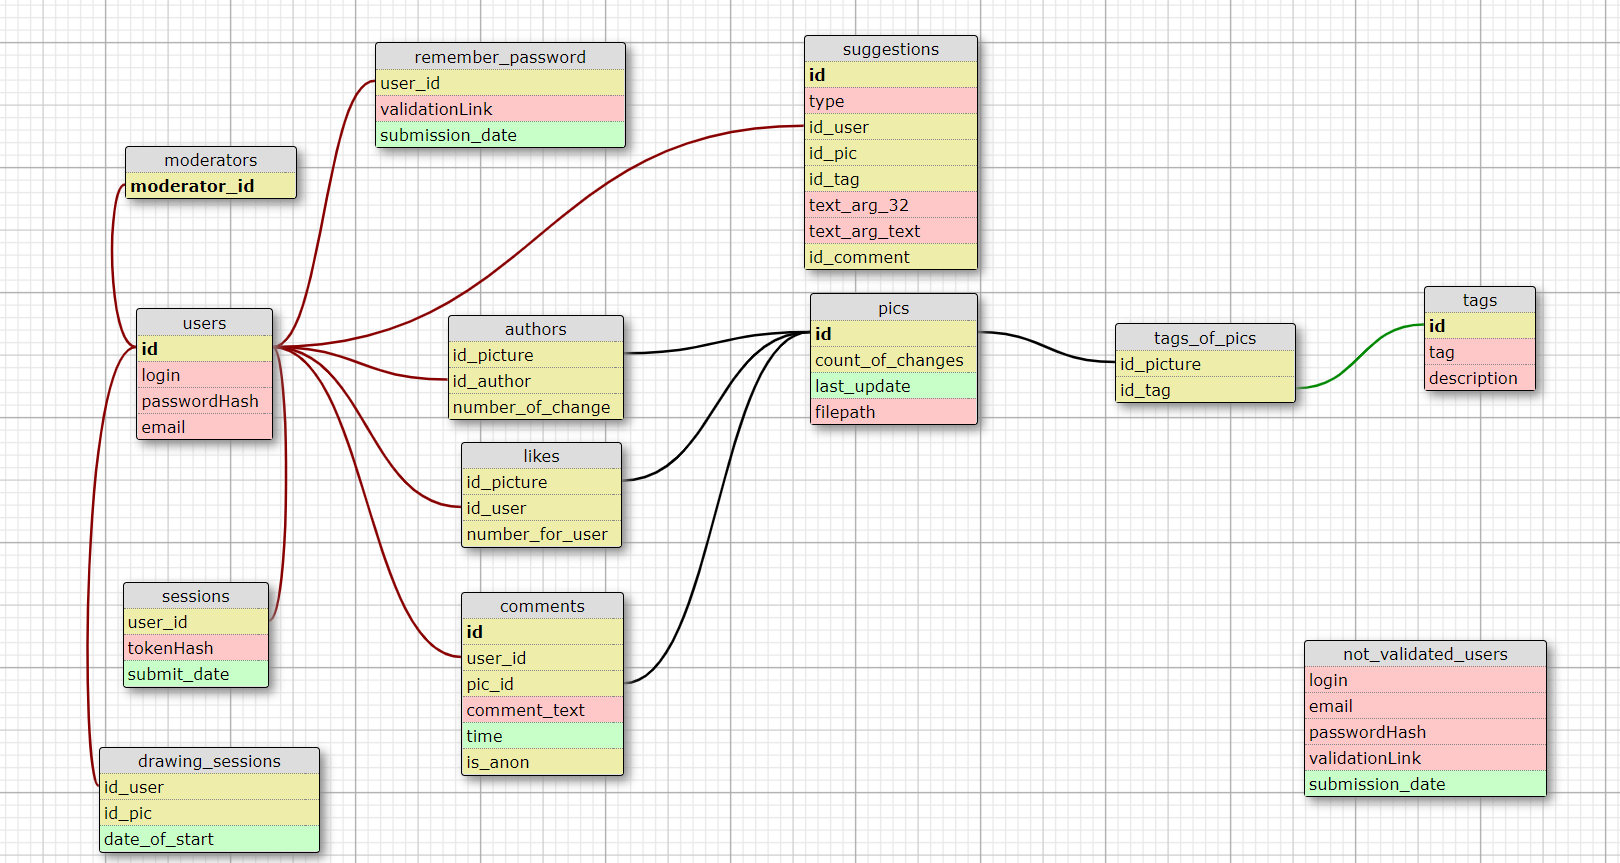 remember_password
user_id
validationLink
submission_date
suggestions
id
type
id_user
id_pic
id_tag
text_arg_32
text_arg_text
id_comment
moderators
moderator_id
users
id
login
passwordHash
email
authors
id_picture
id_author
number_of_change
pics
id
count_of_changes
last_update
filepath
tags_of_pics
id_picture
id_tag
tags
id
tag
description
likes
id_picture
id_user
number_for_user
sessions
user_id
tokenHash
submit_date
comments
id
user_id
pic_id
comment_text
time
is_anon
not_validated_users
login
email
passwordHash
validationLink
submission_date
drawing_sessions
id_user
id_pic
date_of_start